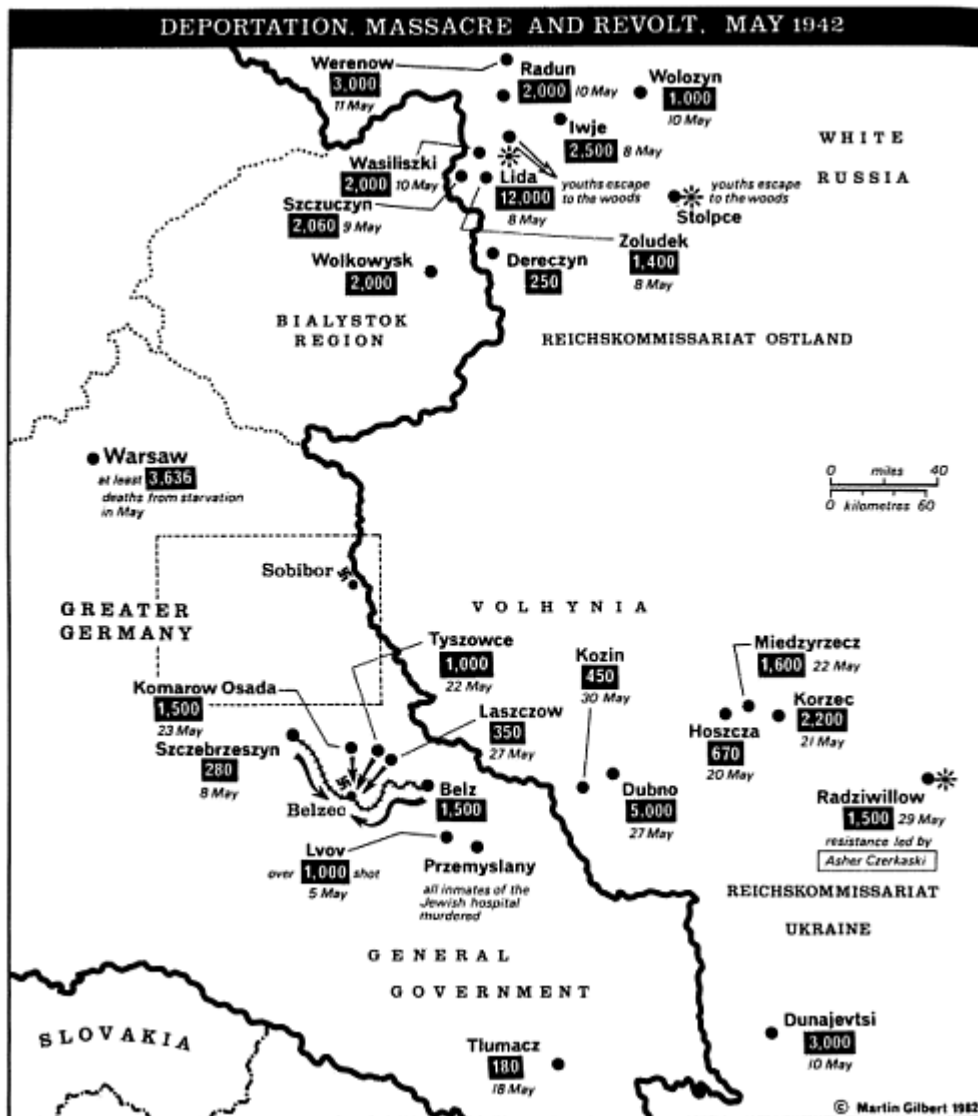 DEPORTATION. MASSACRE AND REVOLT, MAY 1942
Werenow
3,000
11 May
Radun
2,000 10 May
Wolozyn
1.000
10 May
Iwje
2,500 8 May
WHITE
RUSSIA
Wasiliszki
2,000 10 May
Lida
12,000
8 May
youths escape
to the woods
youths escape
to the woods
Stolpce
Szczuczyn
2,060 9 May
Zoludek
1,400
8 May
Wolkowysk
2,000
Dereczyn
250
BIALYSTOK
REGION
REICHSKOMMISSARIAT OSTLAND
Warsaw
at least 3,636
deaths from starvation
in May
0 miles 40
0 kilometres 60
Sobibor
GREATER
GERMANY
VOLHYNIA
Tyszowce
1,000
22 May
Kozin
450
30 May
Miedzyrzecz
1,600 22 May
Komarow Osada
1,500
23 May
Laszczow
350
27 May
Hoszcza
670
20 May
Korzec
2,200
21 May
Szczebrzeszyn
280
8 May
Belzec
Belz
1,500
Dubno
5,000
27 May
Radziwillow
1,500 29 May
resistance led by
Asher Czerkaski
Lvov
over 1,000 shot
5 May
Przemyslany
all inmates of the
Jewish hospital
murdered
REICHSKOMMISSARIAT
UKRAINE
GENERAL
GOVERNMENT
SLOVAKIA
Tlumacz
180
18 May
Dunajevtsi
3,000
10 May
© Martin Gilbert 1982